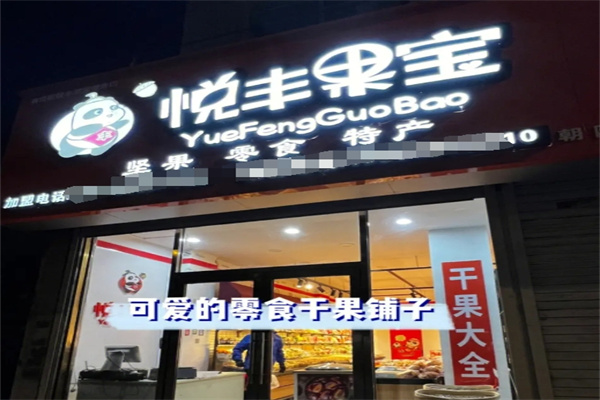 悦丰果宝
YueFengGuoBao
坚果 零食 特产
加盟电话:
10
朝
可爱的零食干果铺子
干果大全